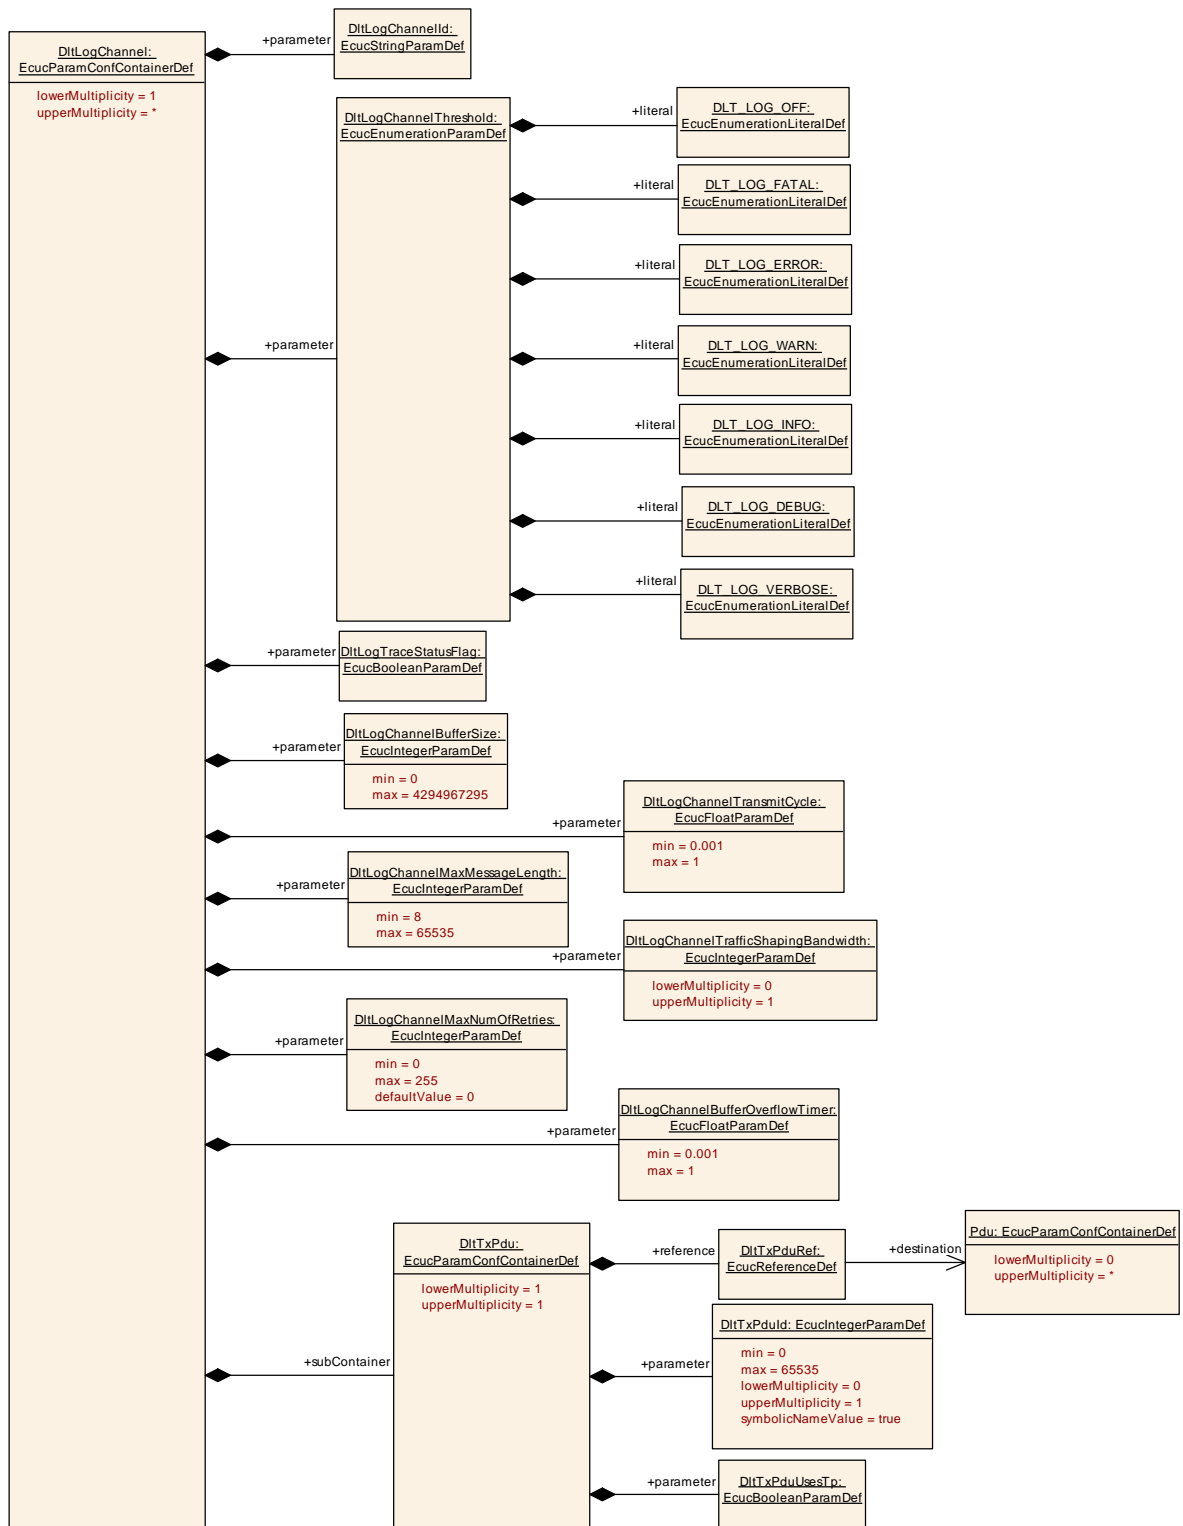 DltLogChannel:
EcucParamConfContainerDef
lowerMultiplicity = 1
upperMultiplicity = *
+parameter
DltLogChannelId:
EcucStringParamDef
+parameter
DltLogChannelThreshold:
EcucEnumerationParamDef
+literal
DLT_LOG_OFF:
EcucEnumerationLiteralDef
+literal
DLT_LOG_FATAL:
EcucEnumerationLiteralDef
+literal
DLT_LOG_ERROR:
EcucEnumerationLiteralDef
+literal
DLT_LOG_WARN:
EcucEnumerationLiteralDef
+literal
DLT_LOG_INFO:
EcucEnumerationLiteralDef
+literal
DLT_LOG_DEBUG:
EcucEnumerationLiteralDef
+literal
DLT_LOG_VERBOSE:
EcucEnumerationLiteralDef
+parameter
DltLogTraceStatusFlag:
EcucBooleanParamDef
+parameter
DltLogChannelBufferSize:
EcucIntegerParamDef
min = 0
max = 4294967295
+parameter
DltLogChannelTransmitCycle:
EcucFloatParamDef
min = 0.001
max = 1
+parameter
DltLogChannelMaxMessageLength:
EcucIntegerParamDef
min = 8
max = 65535
+parameter
DltLogChannelTrafficShapingBandwidth:
EcucIntegerParamDef
lowerMultiplicity = 0
upperMultiplicity = 1
+parameter
DltLogChannelMaxNumOfRetries:
EcucIntegerParamDef
min = 0
max = 255
defaultValue = 0
+parameter
DltLogChannelBufferOverflowTimer:
EcucFloatParamDef
min = 0.001
max = 1
+subContainer
DltTxPdu:
EcucParamConfContainerDef
lowerMultiplicity = 1
upperMultiplicity = 1
+reference
DltTxPduRef:
EcucReferenceDef
+destination
Pdu: EcucParamConfContainerDef
lowerMultiplicity = 0
upperMultiplicity = *
+parameter
DltTxPduId: EcucIntegerParamDef
min = 0
max = 65535
lowerMultiplicity = 0
upperMultiplicity = 1
symbolicNameValue = true
+parameter
DltTxPduUsesTp:
EcucBooleanParamDef